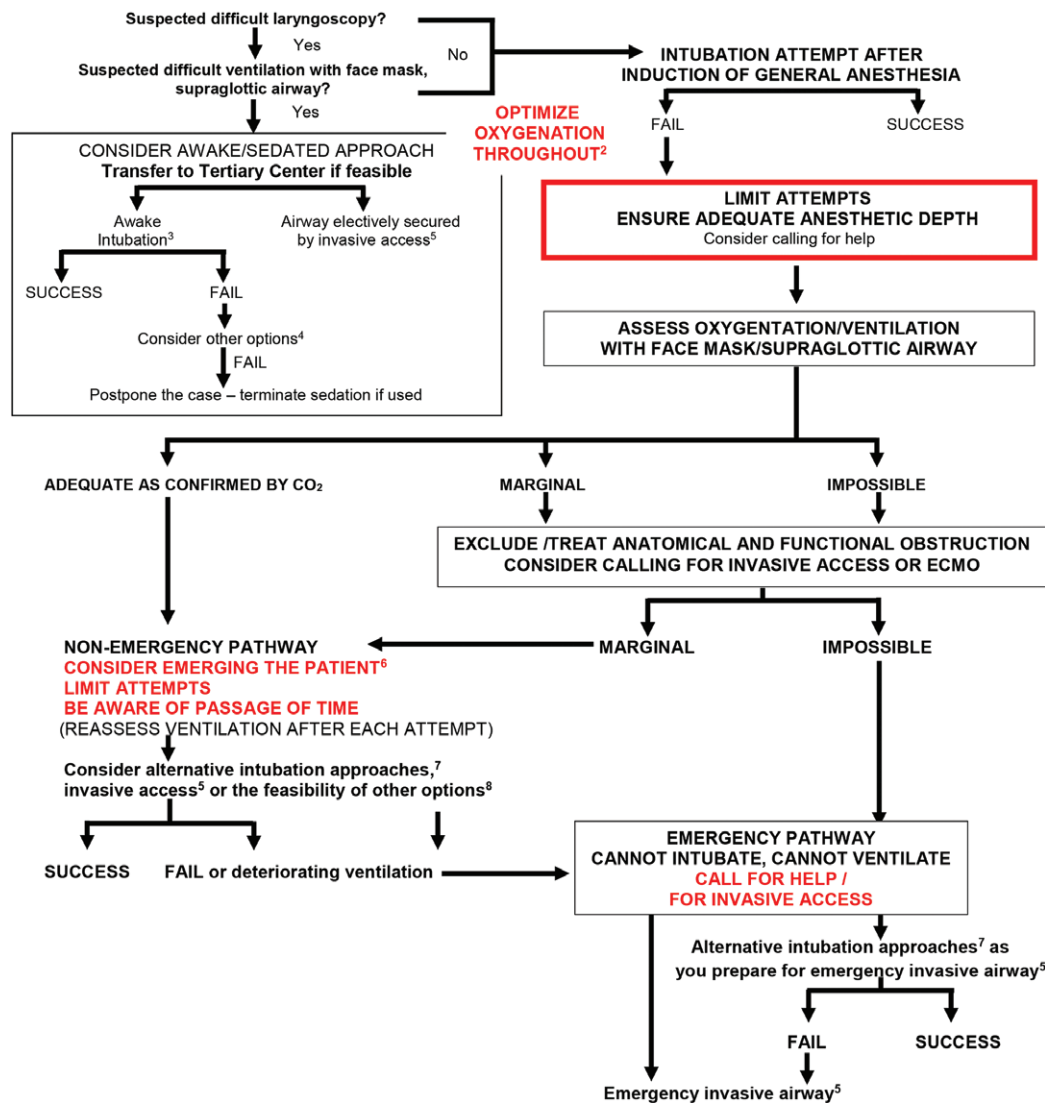 Suspected difficult laryngoscopy?
Yes
No
Suspected difficult ventilation with face mask,
supraglottic airway?
Yes
INTUBATION ATTEMPT AFTER
INDUCTION OF GENERAL ANESTHESIA
FAIL
SUCCESS
OPTIMIZE
OXYGENATION
THROUGHOUT²
CONSIDER AWAKE/SEDATED APPROACH
Transfer to Tertiary Center if feasible
Awake
Intubation³
Airway electively secured
by invasive access⁵
SUCCESS
FAIL
Consider other options⁴
FAIL
Postpone the case – terminate sedation if used
LIMIT ATTEMPTS
ENSURE ADEQUATE ANESTHETIC DEPTH
Consider calling for help
ASSESS OXYGENTATION/VENTILATION
WITH FACE MASK/SUPRAGLOTTIC AIRWAY
ADEQUATE AS CONFIRMED BY CO₂
MARGINAL
IMPOSSIBLE
EXCLUDE /TREAT ANATOMICAL AND FUNCTIONAL OBSTRUCTION
CONSIDER CALLING FOR INVASIVE ACCESS OR ECMO
MARGINAL
IMPOSSIBLE
NON-EMERGENCY PATHWAY
CONSIDER EMERGING THE PATIENT⁶
LIMIT ATTEMPTS
BE AWARE OF PASSAGE OF TIME
(REASSESS VENTILATION AFTER EACH ATTEMPT)
Consider alternative intubation approaches,⁷
invasive access⁵ or the feasibility of other options⁸
SUCCESS
FAIL or deteriorating ventilation
EMERGENCY PATHWAY
CANNOT INTUBATE, CANNOT VENTILATE
CALL FOR HELP /
FOR INVASIVE ACCESS
Alternative intubation approaches⁷ as
you prepare for emergency invasive airway⁵
FAIL
SUCCESS
Emergency invasive airway⁵